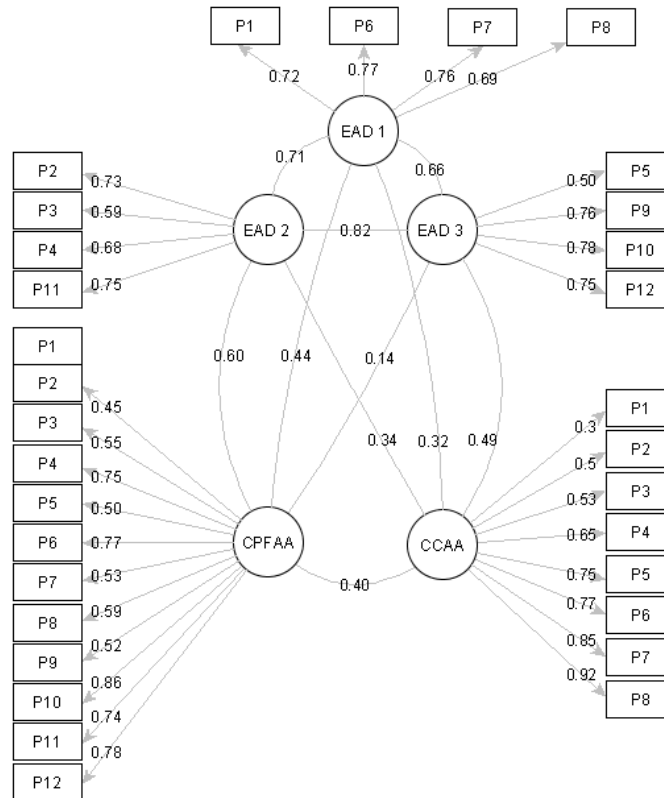 P1
P6
P7
P8
0.72
0.77
0.76
0.69
EAD 1
0.71
0.66
P2
P3
P4
P11
0.73
0.59
0.68
0.75
EAD 2
0.82
EAD 3
0.50
0.76
0.78
0.75
P5
P9
P10
P12
0.60
0.44
0.14
0.34
0.32
0.49
P1
P2
P3
P4
P5
P6
P7
P8
P9
P10
P11
P12
0.45
0.55
0.75
0.50
0.77
0.53
0.59
0.52
0.86
0.74
0.78
CPFAA
0.40
CCAA
0.3
0.5
0.53
0.65
0.75
0.77
0.85
0.92
P1
P2
P3
P4
P5
P6
P7
P8